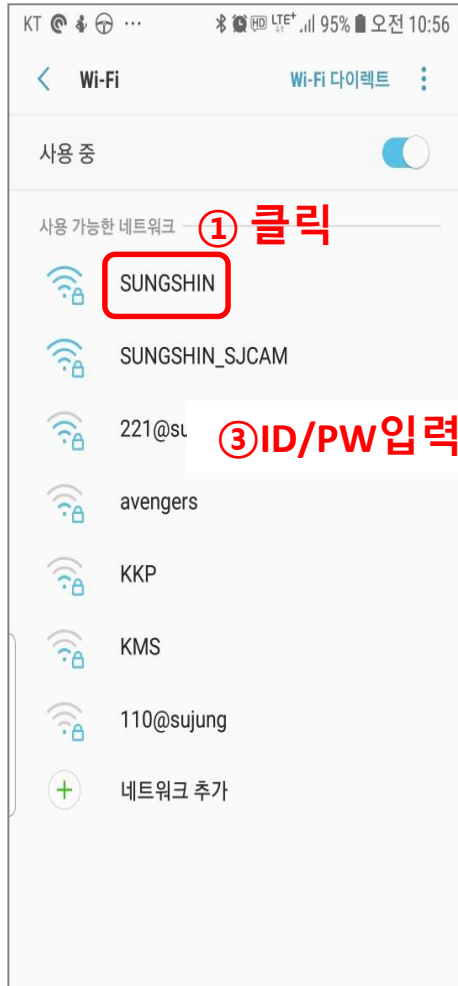 KT ... HD LTE+ 95% 오전 10:56
Wi-Fi Wi-Fi 다이렉트
사용 중
사용 가능한 네트워크
① 클릭
SUNGSHIN
SUNGSHIN_SJCAM
221@su
③ID/PW입력
avengers
KKP
KMS
110@sujung
네트워크 추가